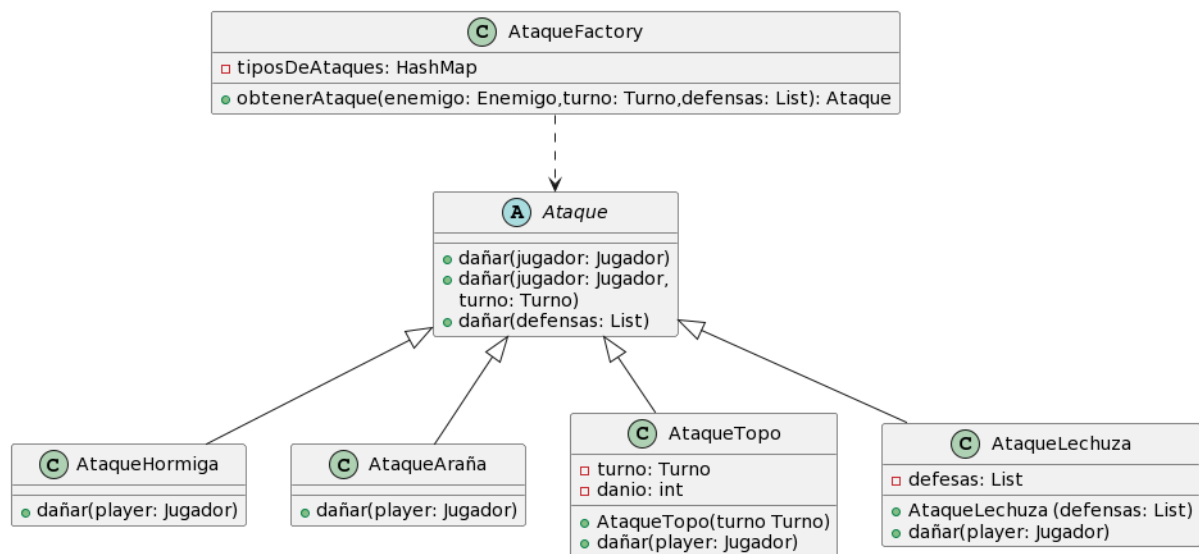 C AtaqueFactory
tiposDeAtaques: HashMap
obtenerAtaque(enemigo: Enemigo,turno: Turno,defensas: List): Ataque
A Ataque
dañar(jugador: Jugador)
dañar(jugador: Jugador,
turno: Turno)
dañar(defensas: List)
C AtaqueHormiga
dañar(player: Jugador)
C AtaqueAraña
dañar(player: Jugador)
C AtaqueTopo
turno: Turno
danio: int
AtaqueTopo(turno Turno)
dañar(player: Jugador)
C AtaqueLechuza
defesas: List
AtaqueLechuza (defensas: List)
dañar(player: Jugador)